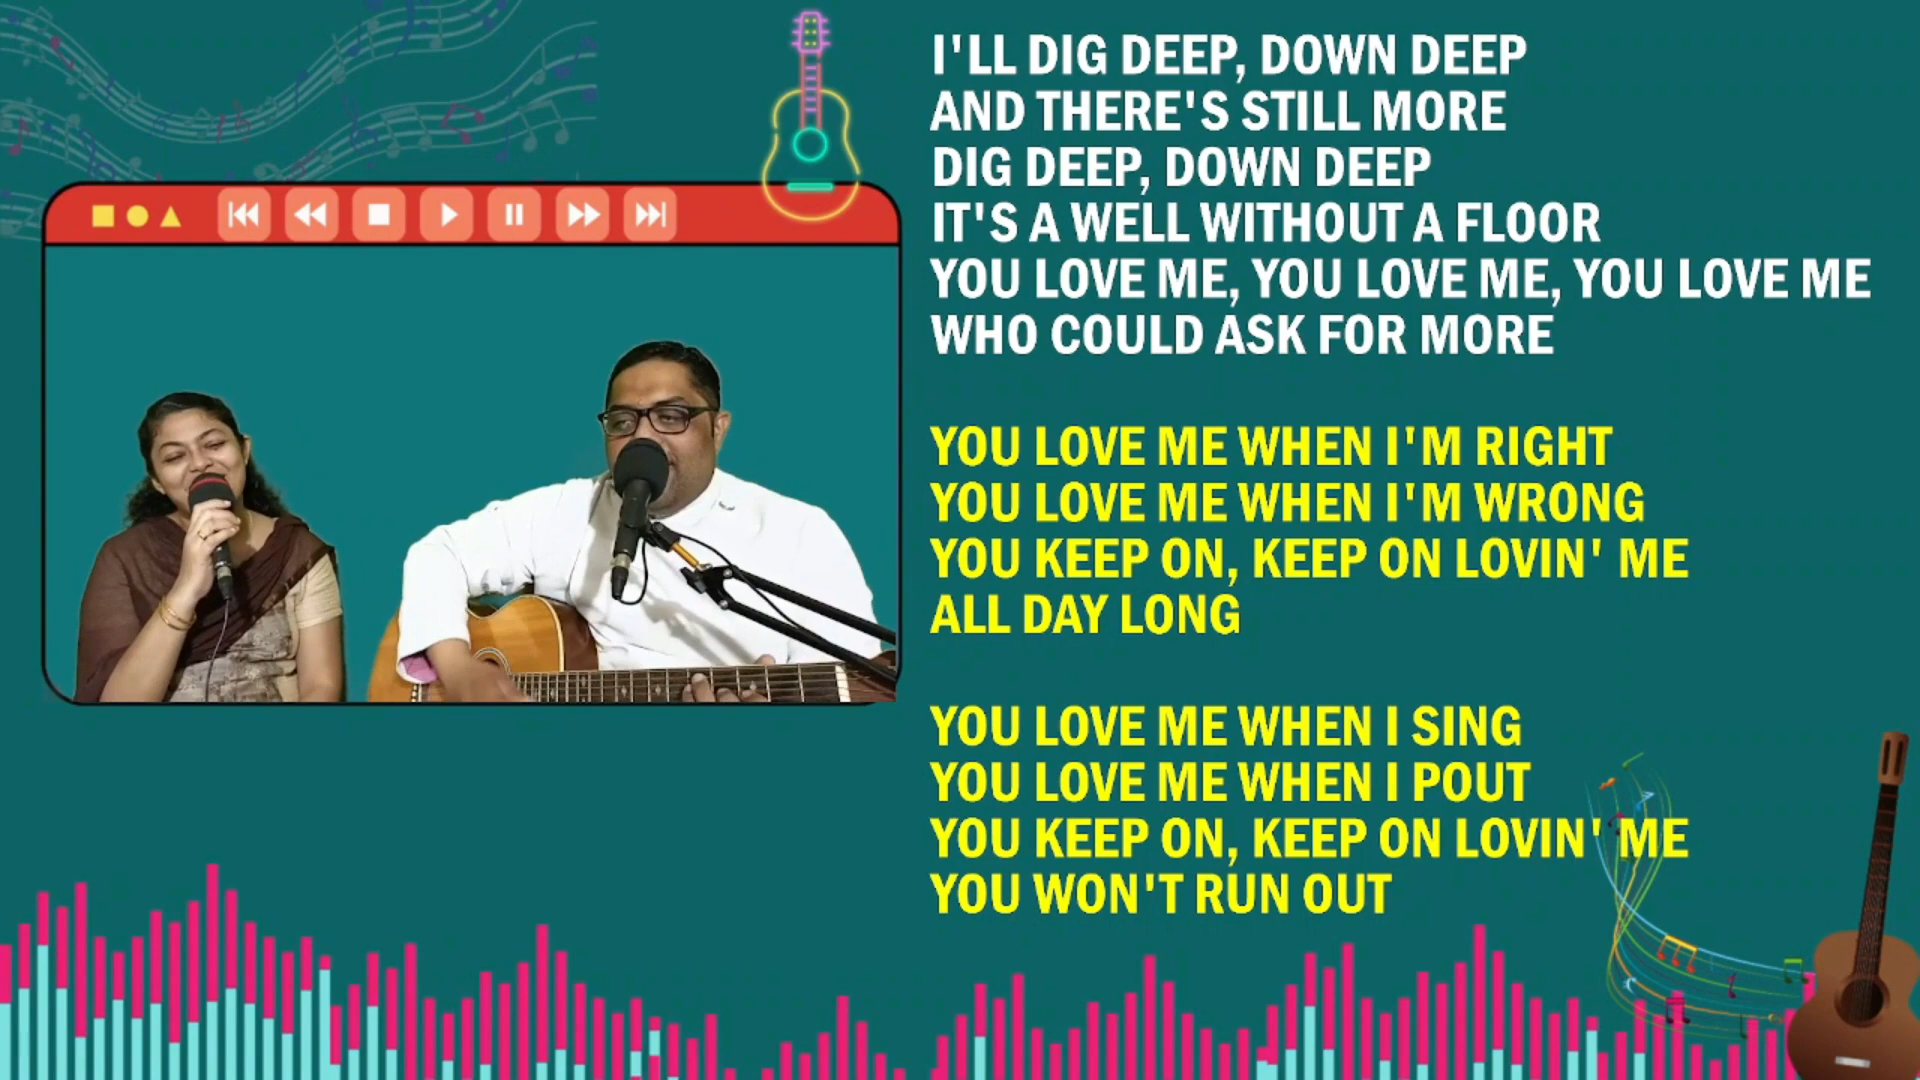 I'LL DIG DEEP, DOWN DEEP
AND THERE'S STILL MORE
DIG DEEP, DOWN DEEP
IT'S A WELL WITHOUT A FLOOR
YOU LOVE ME, YOU LOVE ME, YOU LOVE ME
WHO COULD ASK FOR MORE
YOU LOVE ME WHEN I'M RIGHT
YOU LOVE ME WHEN I'M WRONG
YOU KEEP ON, KEEP ON LOVIN' ME
ALL DAY LONG
YOU LOVE ME WHEN I SING
YOU LOVE ME WHEN I POUT
YOU KEEP ON, KEEP ON LOVIN' ME
YOU WON'T RUN OUT